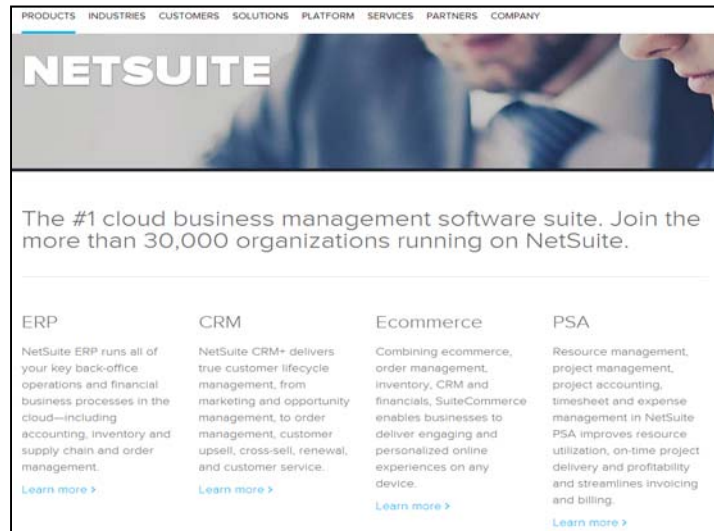 PRODUCTS INDUSTRIES CUSTOMERS SOLUTIONS PLATFORM SERVICES PARTNERS COMPANY
NETSUITE
The #1 cloud business management software suite. Join the
more than 30,000 organizations running on NetSuite.
ERP
NetSuite ERP runs all of
your key back-office
operations and financial
business processes in the
cloud—including
accounting, inventory and
supply chain and order
management.
Learn more >
CRM
NetSuite CRM+ delivers
true customer lifecycle
management, from
marketing and opportunity
management, to order
management, customer
upsell, cross-sell, renewal,
and customer service.
Learn more >
Ecommerce
Combining ecommerce,
order management,
inventory, CRM and
financials, SuiteCommerce
enables businesses to
deliver engaging and
personalized online
experiences on any
device.
Learn more >
PSA
Resource management,
project management,
project accounting,
timesheet and expense
management in NetSuite
PSA improves resource
utilization, on-time project
delivery and profitability
and streamlines invoicing
and billing.
Learn more >